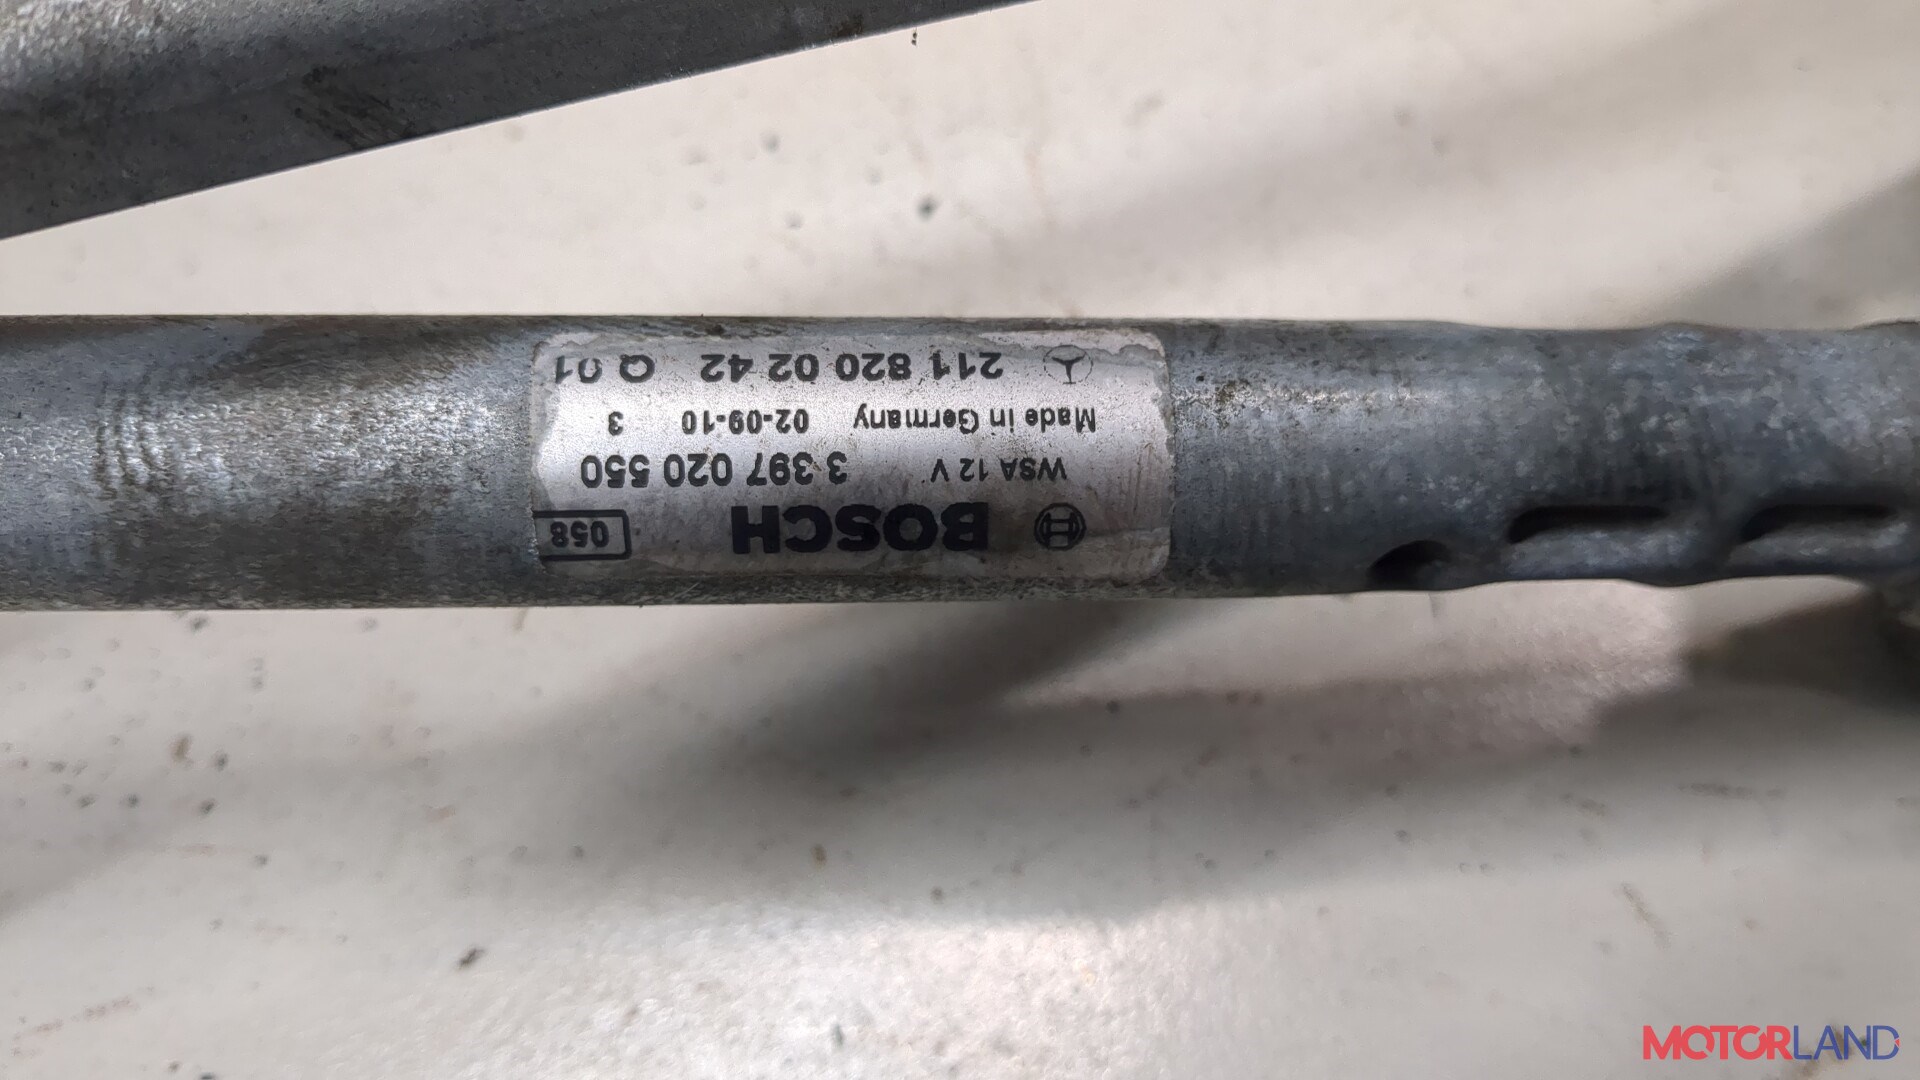 BOSCH 058
WSA 12 V 3 397 020 550
Made in Germany 02-09-10 3
211 820 02 42 Q 01
MOTORLAND